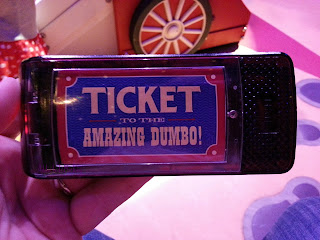 TICKET
TO THE
AMAZING DUMBO!